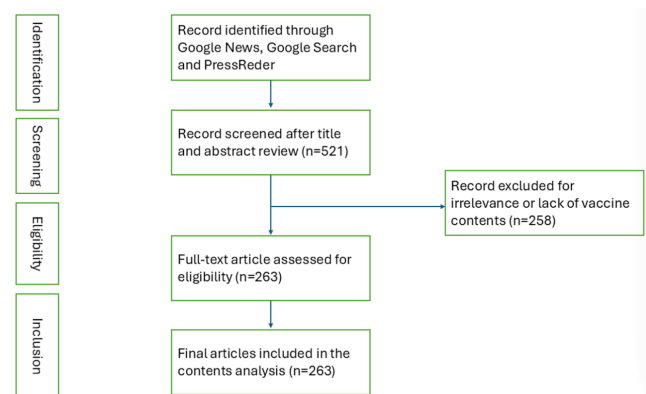 Identification
Record identified through
Google News, Google Search
and PressReder
Screening
Record screened after title
and abstract review (n=521)
Record excluded for
irrelevance or lack of vaccine
contents (n=258)
Eligibility
Full-text article assessed for
eligibility (n=263)
Inclusion
Final articles included in the
contents analysis (n=263)